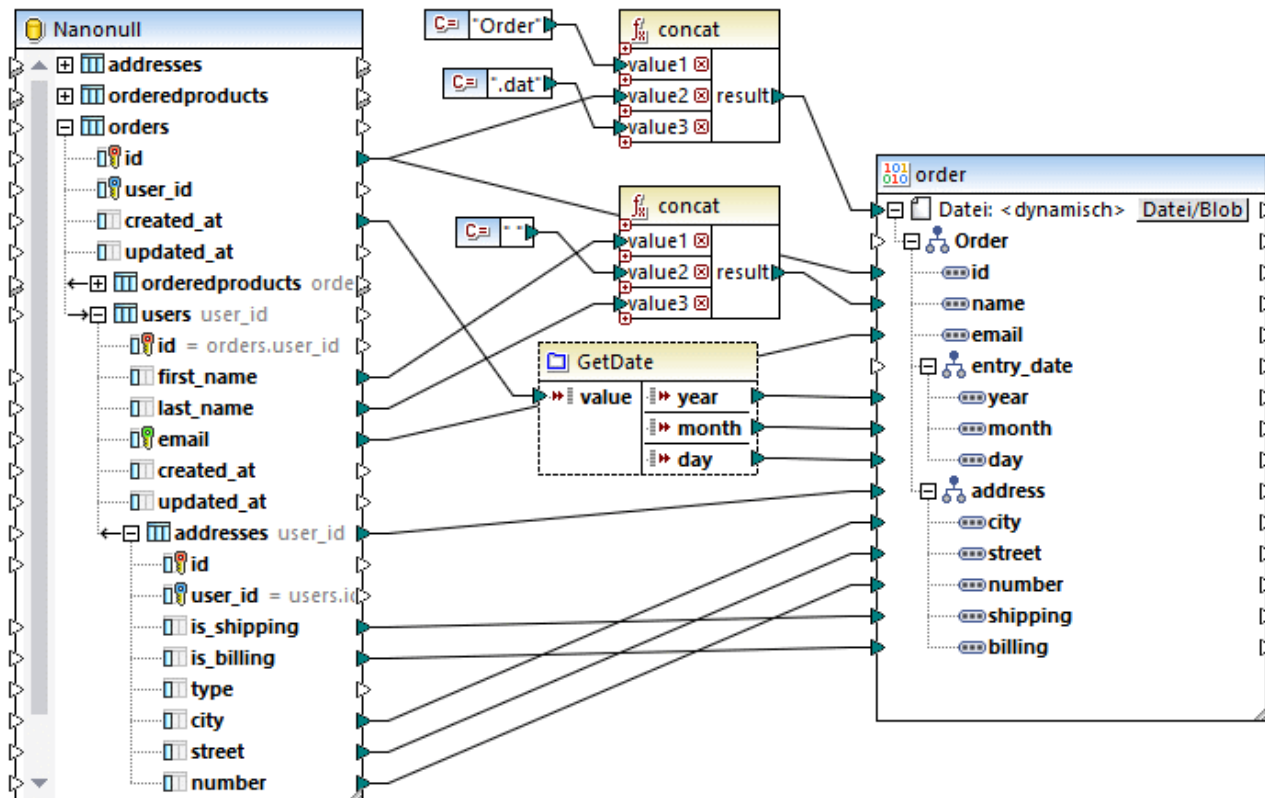 Nanonull
addresses
orderedproducts
orders
id
user_id
created_at
updated_at
orderedproducts orde
users user_id
id = orders.user_id
first_name
last_name
email
created_at
updated_at
addresses user_id
id
user_id = users.id
is_shipping
is_billing
type
city
street
number
C= "Order"
C= ".dat"
concat
value1
value2 result
value3
C= " "
concat
value1
value2 result
value3
GetDate
value year
month
day
101
010 order
Datei: <dynamisch> Datei/Blob
Order
id
name
email
entry_date
year
month
day
address
city
street
number
shipping
billing